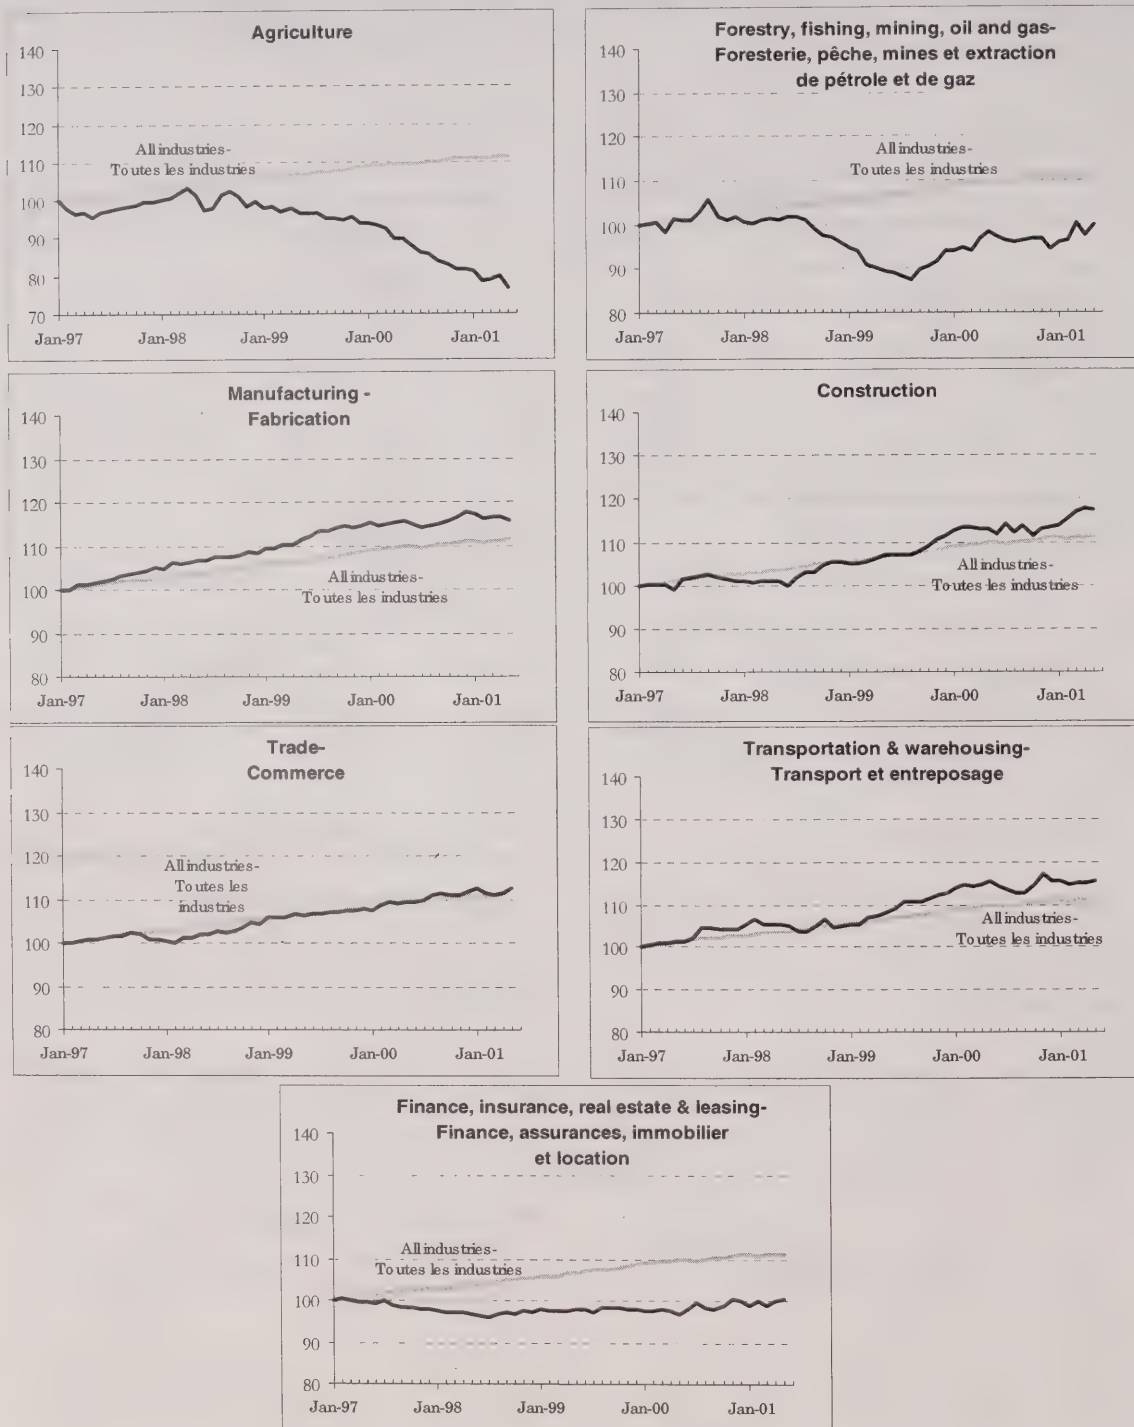 Agriculture
140
130
120
110
100
90
80
70
All industries-
Toutes les industries
Jan-97 Jan-98 Jan-99 Jan-00 Jan-01
Forestry, fishing, mining, oil and gas-
Foresterie, pêche, mines et extraction
de pétrole et de gaz
140
130
120
110
100
90
80
All industries-
Toutes les industries
Jan-97 Jan-98 Jan-99 Jan-00 Jan-01
Manufacturing -
Fabrication
140
130
120
110
100
90
80
All industries-
Toutes les industries
Jan-97 Jan-98 Jan-99 Jan-00 Jan-01
Construction
140
130
120
110
100
90
80
All industries-
Toutes les industries
Jan-97 Jan-98 Jan-99 Jan-00 Jan-01
Trade-
Commerce
140
130
120
110
100
90
80
All industries-
Toutes les
industries
Jan-97 Jan-98 Jan-99 Jan-00 Jan-01
Transportation & warehousing-
Transport et entreposage
140
130
120
110
100
90
80
All industries-
Toutes les industries
Jan-97 Jan-98 Jan-99 Jan-00 Jan-01
Finance, insurance, real estate & leasing-
Finance, assurances, immobilier
et location
140
130
120
110
100
90
80
All industries-
Toutes les industries
Jan-97 Jan-98 Jan-99 Jan-00 Jan-01